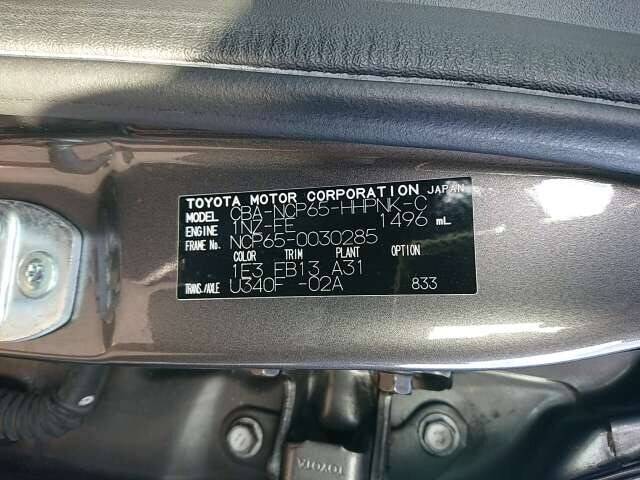 TOYOTA MOTOR CORPORATION JAPAN
MODEL CBA-NCP65-HHPNK-C
ENGINE 1NZ-FE 1496 mL
FRAME No. NCP65-0030285
COLOR TRIM PLANT OPTION
1E3 EB13 A31
TRANS./AXLE U340F -02A 833
TOYOTA